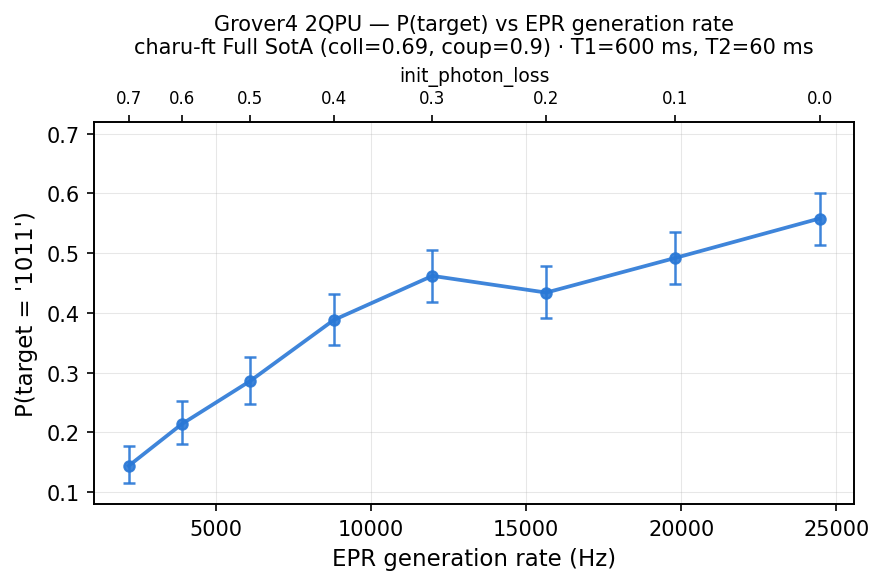 Grover4 2QPU — P(target) vs EPR generation rate
charu-ft Full SotA (coll=0.69, coup=0.9) · T1=600 ms, T2=60 ms
init_photon_loss
0.7 0.6 0.5 0.4 0.3 0.2 0.1 0.0
P(target = '1011')
0.7
0.6
0.5
0.4
0.3
0.2
0.1
5000 10000 15000 20000 25000
EPR generation rate (Hz)